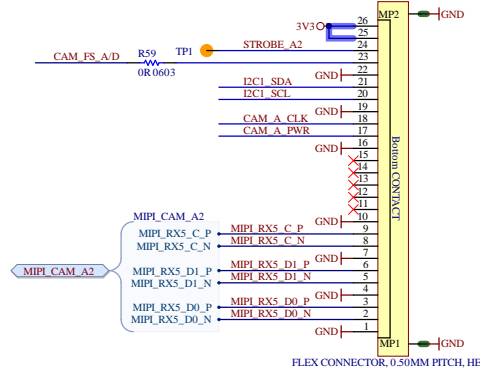 MP2
GND
3V3
26
25
TP1
STROBE_A2
24
CAM_FS_A/D
R59
23
0R 0603
GND
22
I2C1_SDA
21
I2C1_SCL
20
GND
19
CAM_A_CLK
18
CAM_A_PWR
17
GND
16
15
14
13
12
11
Bottom CONTACT
GND
10
MIPI_CAM_A2
MIPI_RX5_C_P
MIPI_RX5_C_P
9
MIPI_RX5_C_N
MIPI_RX5_C_N
8
GND
7
MIPI_CAM_A2
MIPI_RX5_D1_P
MIPI_RX5_D1_P
6
MIPI_RX5_D1_N
MIPI_RX5_D1_N
5
GND
4
MIPI_RX5_D0_P
MIPI_RX5_D0_P
3
MIPI_RX5_D0_N
MIPI_RX5_D0_N
2
GND
1
MP1
GND
FLEX CONNECTOR, 0.50MM PITCH, HE